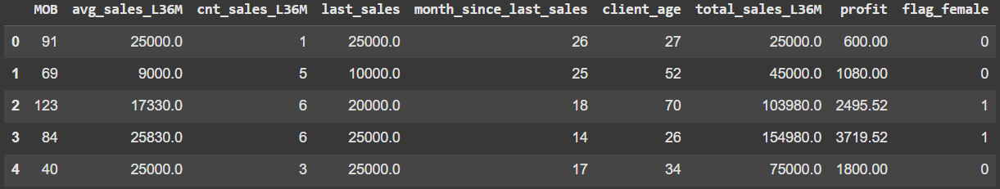 MOB avg_sales_L36M cnt_sales_L36M last_sales month_since_last_sales client_age total_sales_L36M profit flag_female
0 91 25000.0 1 25000.0 26 27 25000.0 600.00 0
1 69 9000.0 5 10000.0 25 52 45000.0 1080.00 0
2 123 17330.0 6 20000.0 18 70 103980.0 2495.52 1
3 84 25830.0 6 25000.0 14 26 154980.0 3719.52 1
4 40 25000.0 3 25000.0 17 34 75000.0 1800.00 0